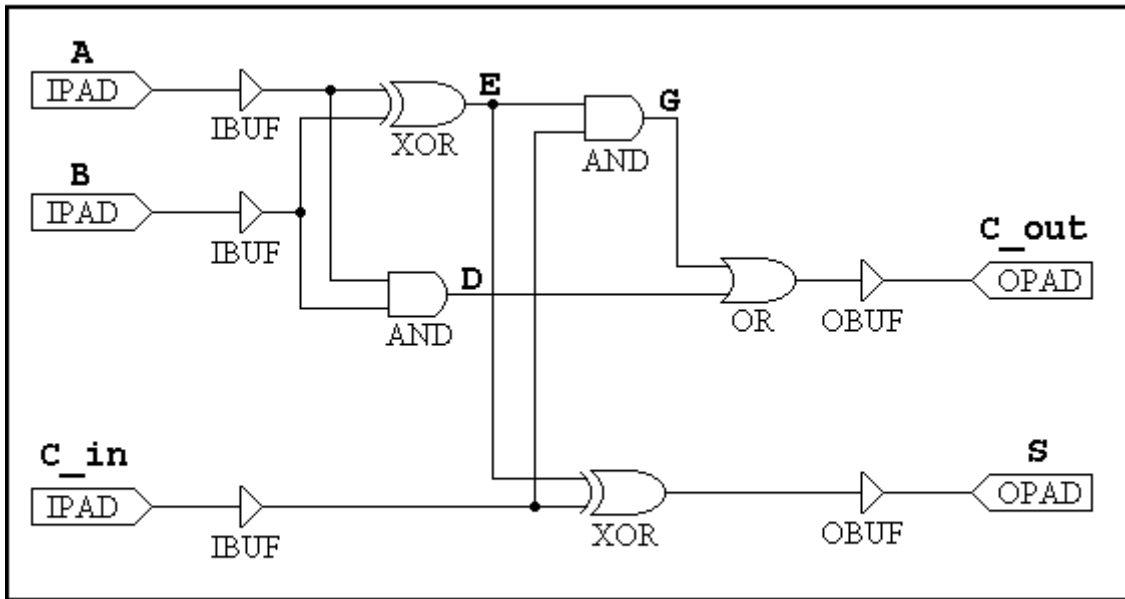 A
IPAD
IBUF
XOR
E
AND
G
B
IPAD
IBUF
AND
D
OR
C_out
OPAD
OBUF
C_in
IPAD
IBUF
XOR
S
OPAD
OBUF